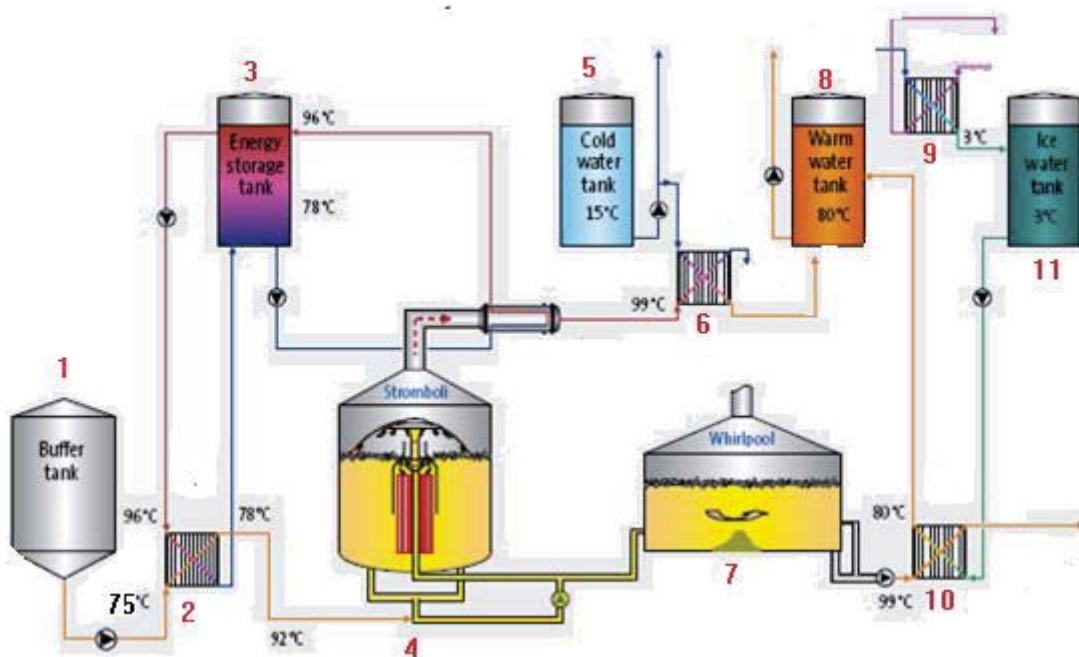 3
5
8
9
11
96°C
Energy
storage
tank
78°C
Cold
water
tank
15°C
Warm
water
tank
80°C
3°C
Ice
water
tank
3°C
99°C
6
1
Buffer
tank
Stromboli
Whirlpool
96°C
78°C
75°C
2
92°C
4
7
80°C
99°C
10